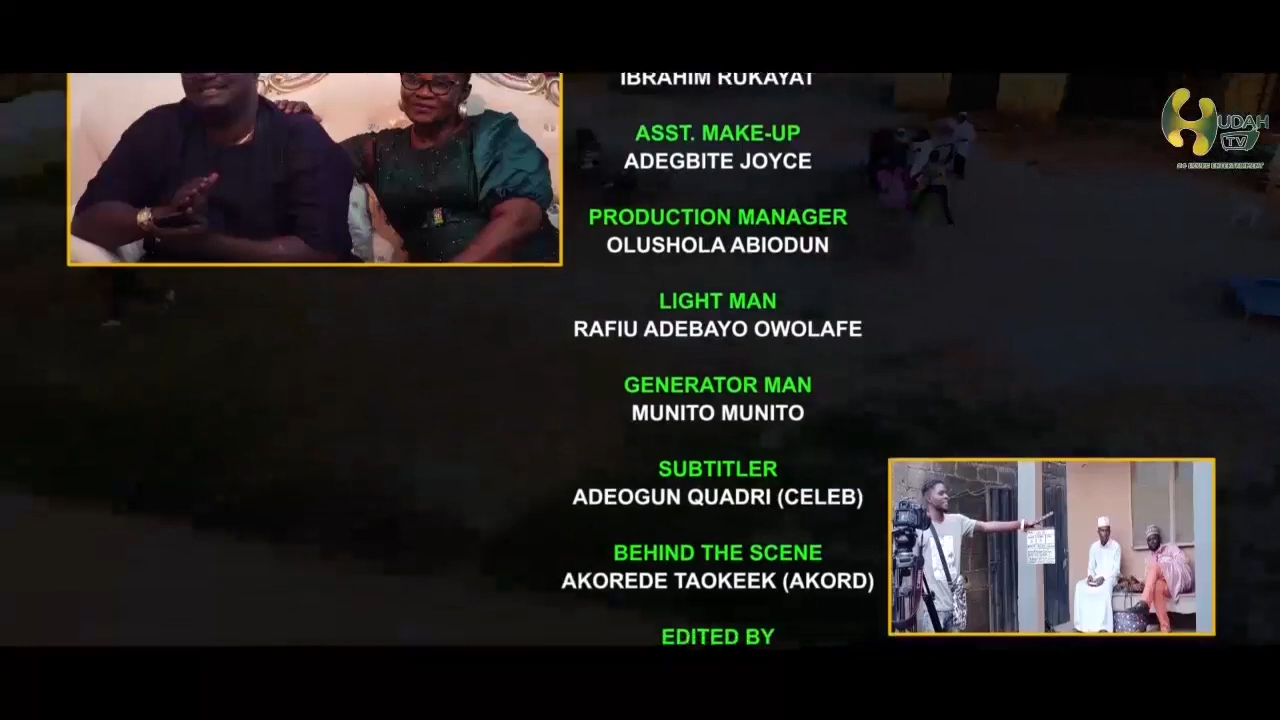 IBRAHIM RUKAYAT
ASST. MAKE-UP
ADEGBITE JOYCE
PRODUCTION MANAGER
OLUSHOLA ABIODUN
LIGHT MAN
RAFIU ADEBAYO OWOLAFE
GENERATOR MAN
MUNITO MUNITO
SUBTITLER
ADEOGUN QUADRI (CELEB)
BEHIND THE SCENE
AKOREDE TAOKEEK (AKORD)
EDITED BY
HUDAH
TV